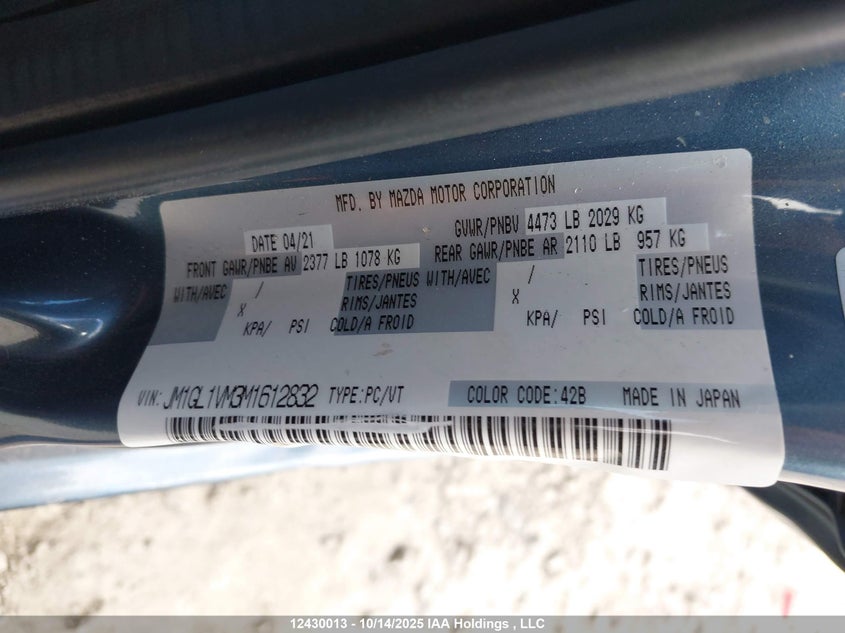 MFD. BY MAZDA MOTOR CORPORATION
DATE 04/21 GVWR/PNBV 4473 LB 2029 KG
FRONT GAWR/PNBE AV 2377 LB 1078 KG REAR GAWR/PNBE AR 2110 LB 957 KG
WITH/AVEC / TIRES/PNEUS WITH/AVEC / TIRES/PNEUS
X RIMS/JANTES X RIMS/JANTES
KPA/ PSI COLD/A FROID KPA/ PSI COLD/A FROID
VIN: JM1GL1VM3M1612832 TYPE:PC/VT COLOR CODE:42B MADE IN JAPAN
12430013 - 10/14/2025 IAA Holdings , LLC